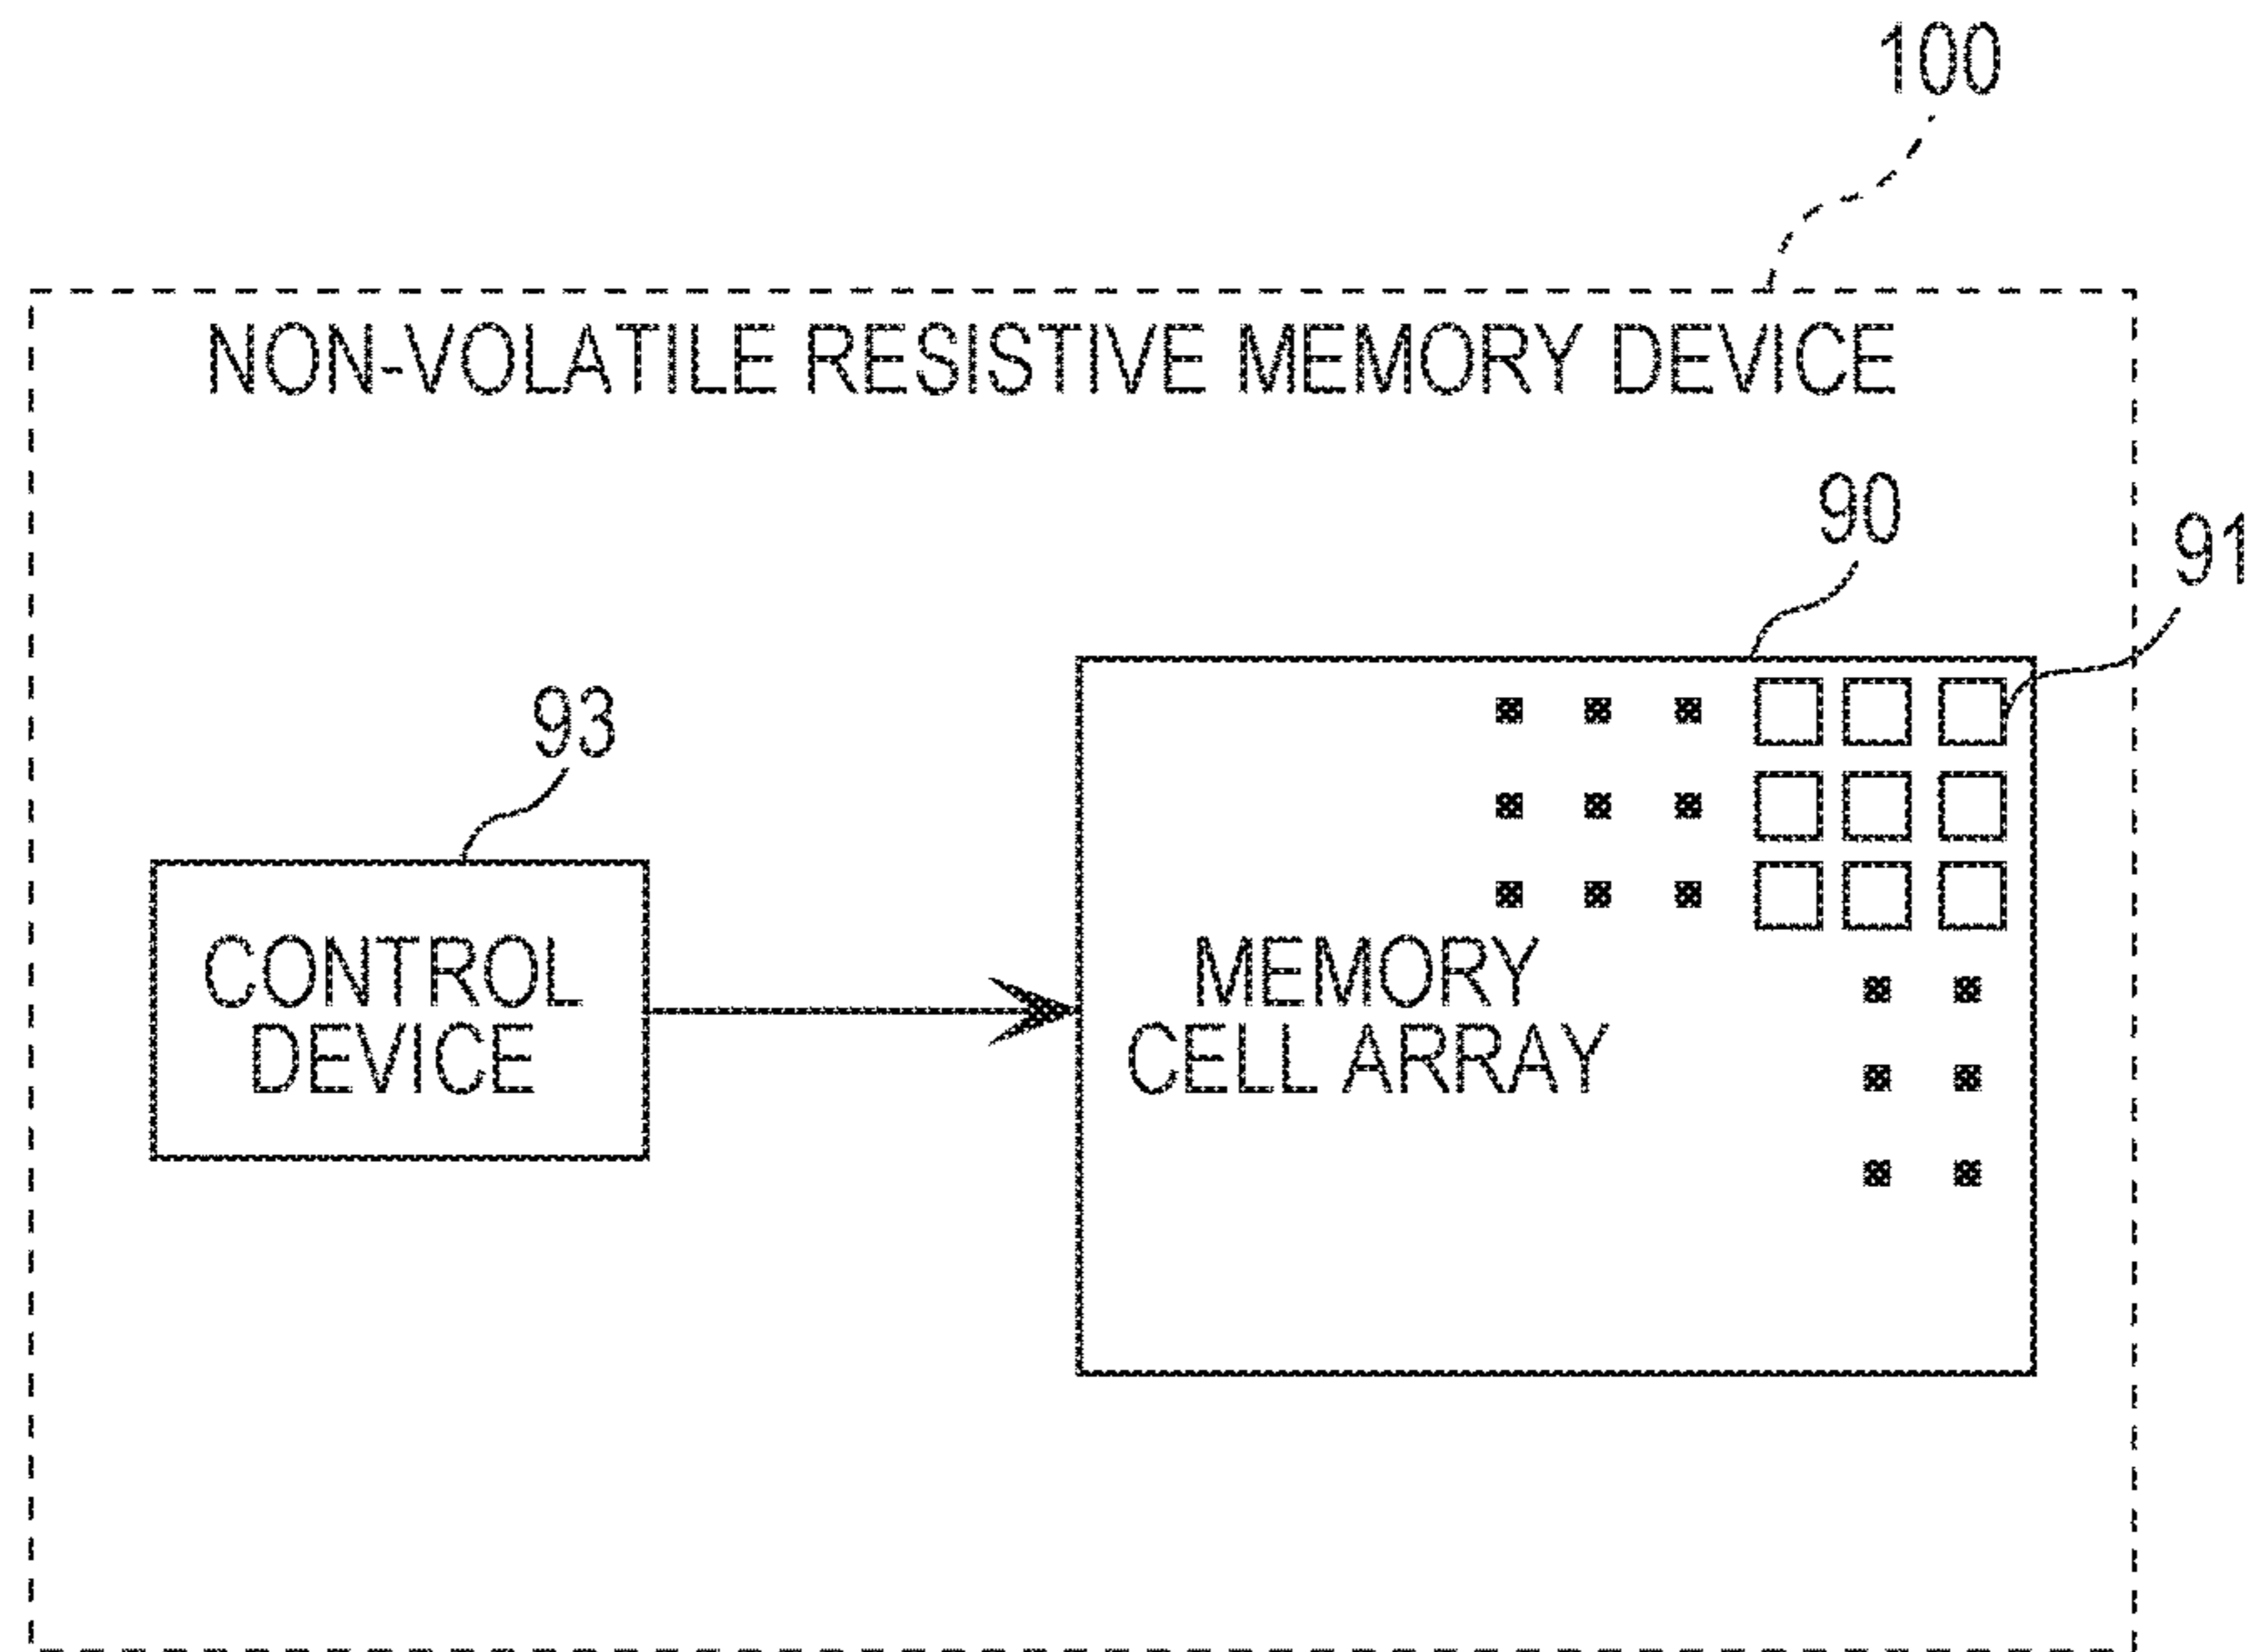 100
NON-VOLATILE RESISTIVE MEMORY DEVICE
90
91
93
CONTROL
DEVICE
MEMORY
CELL ARRAY